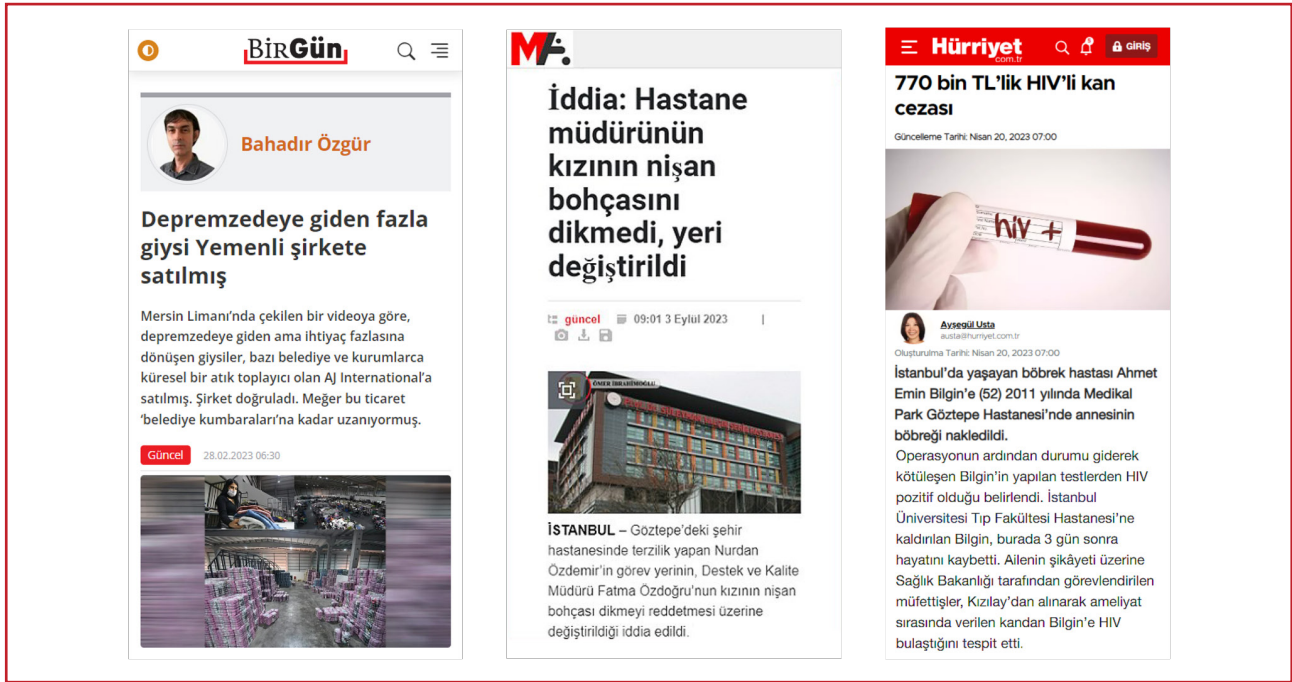 BİRGün
Bahadır Özgür
Depremzedeye giden fazla
giysi Yemenli şirkete
satılmış
Mersin Limanı’nda çekilen bir videoya göre,
depremzedeye giden ama ihtiyaç fazlasına
dönüşen giysiler, bazı belediye ve kurumlarca
küresel bir atık toplayıcı olan AJ International’a
satılmış. Şirket doğruladı. Meğer bu ticaret
‘belediye kumbaraları’na kadar uzanıyormuş.
Güncel 28.02.2023 06:30
MA
İddia: Hastane
müdürünün
kızının nişan
bohçasını
dikmedi, yeri
değiştirildi
güncel 09:01 3 Eylül 2023 |
ÖMER İBRAHİMOĞLU
İSTANBUL – Göztepe’deki şehir
hastanesinde terzilik yapan Nurdan
Özdemir’in görev yerinin, Destek ve Kalite
Müdürü Fatma Özdoğru’nun kızının nişan
bohçası dikmeyi reddetmesi üzerine
değiştirildiği iddia edildi.
Hürriyet
com.tr
GİRİŞ
770 bin TL’lik HIV’li kan
cezası
Güncelleme Tarihi: Nisan 20, 2023 07:00
hiv +
Ayşegül Usta
austa@hurriyet.com.tr
Oluşturulma Tarihi: Nisan 20, 2023 07:00
İstanbul’da yaşayan böbrek hastası Ahmet
Emin Bilgin’e (52) 2011 yılında Medikal
Park Göztepe Hastanesi’nde annesinin
böbreği nakledildi.
Operasyonun ardından durumu giderek
kötüleşen Bilgin’in yapılan testlerden HIV
pozitif olduğu belirlendi. İstanbul
Üniversitesi Tıp Fakültesi Hastanesi’ne
kaldırılan Bilgin, burada 3 gün sonra
hayatını kaybetti. Ailenin şikâyeti üzerine
Sağlık Bakanlığı tarafından görevlendirilen
müfettişler, Kızılay’dan alınarak ameliyat
sırasında verilen kandan Bilgin’e HIV
bulaştığını tespit etti.